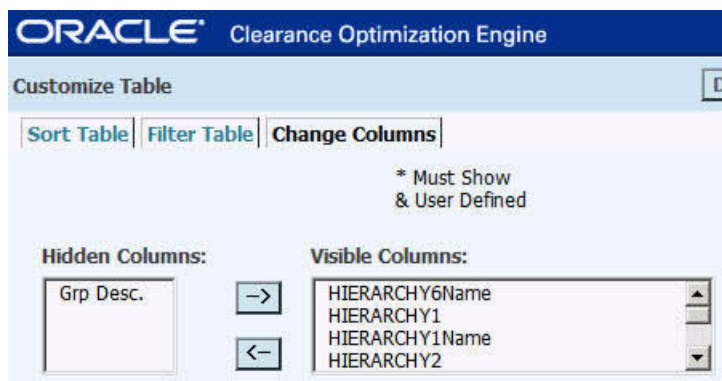 ORACLE Clearance Optimization Engine
Customize Table
Sort Table Filter Table Change Columns
* Must Show
& User Defined
Hidden Columns: Visible Columns:
Grp Desc. --> HIERARCHY6Name
HIERARCHY1
HIERARCHY1Name
<-- HIERARCHY2